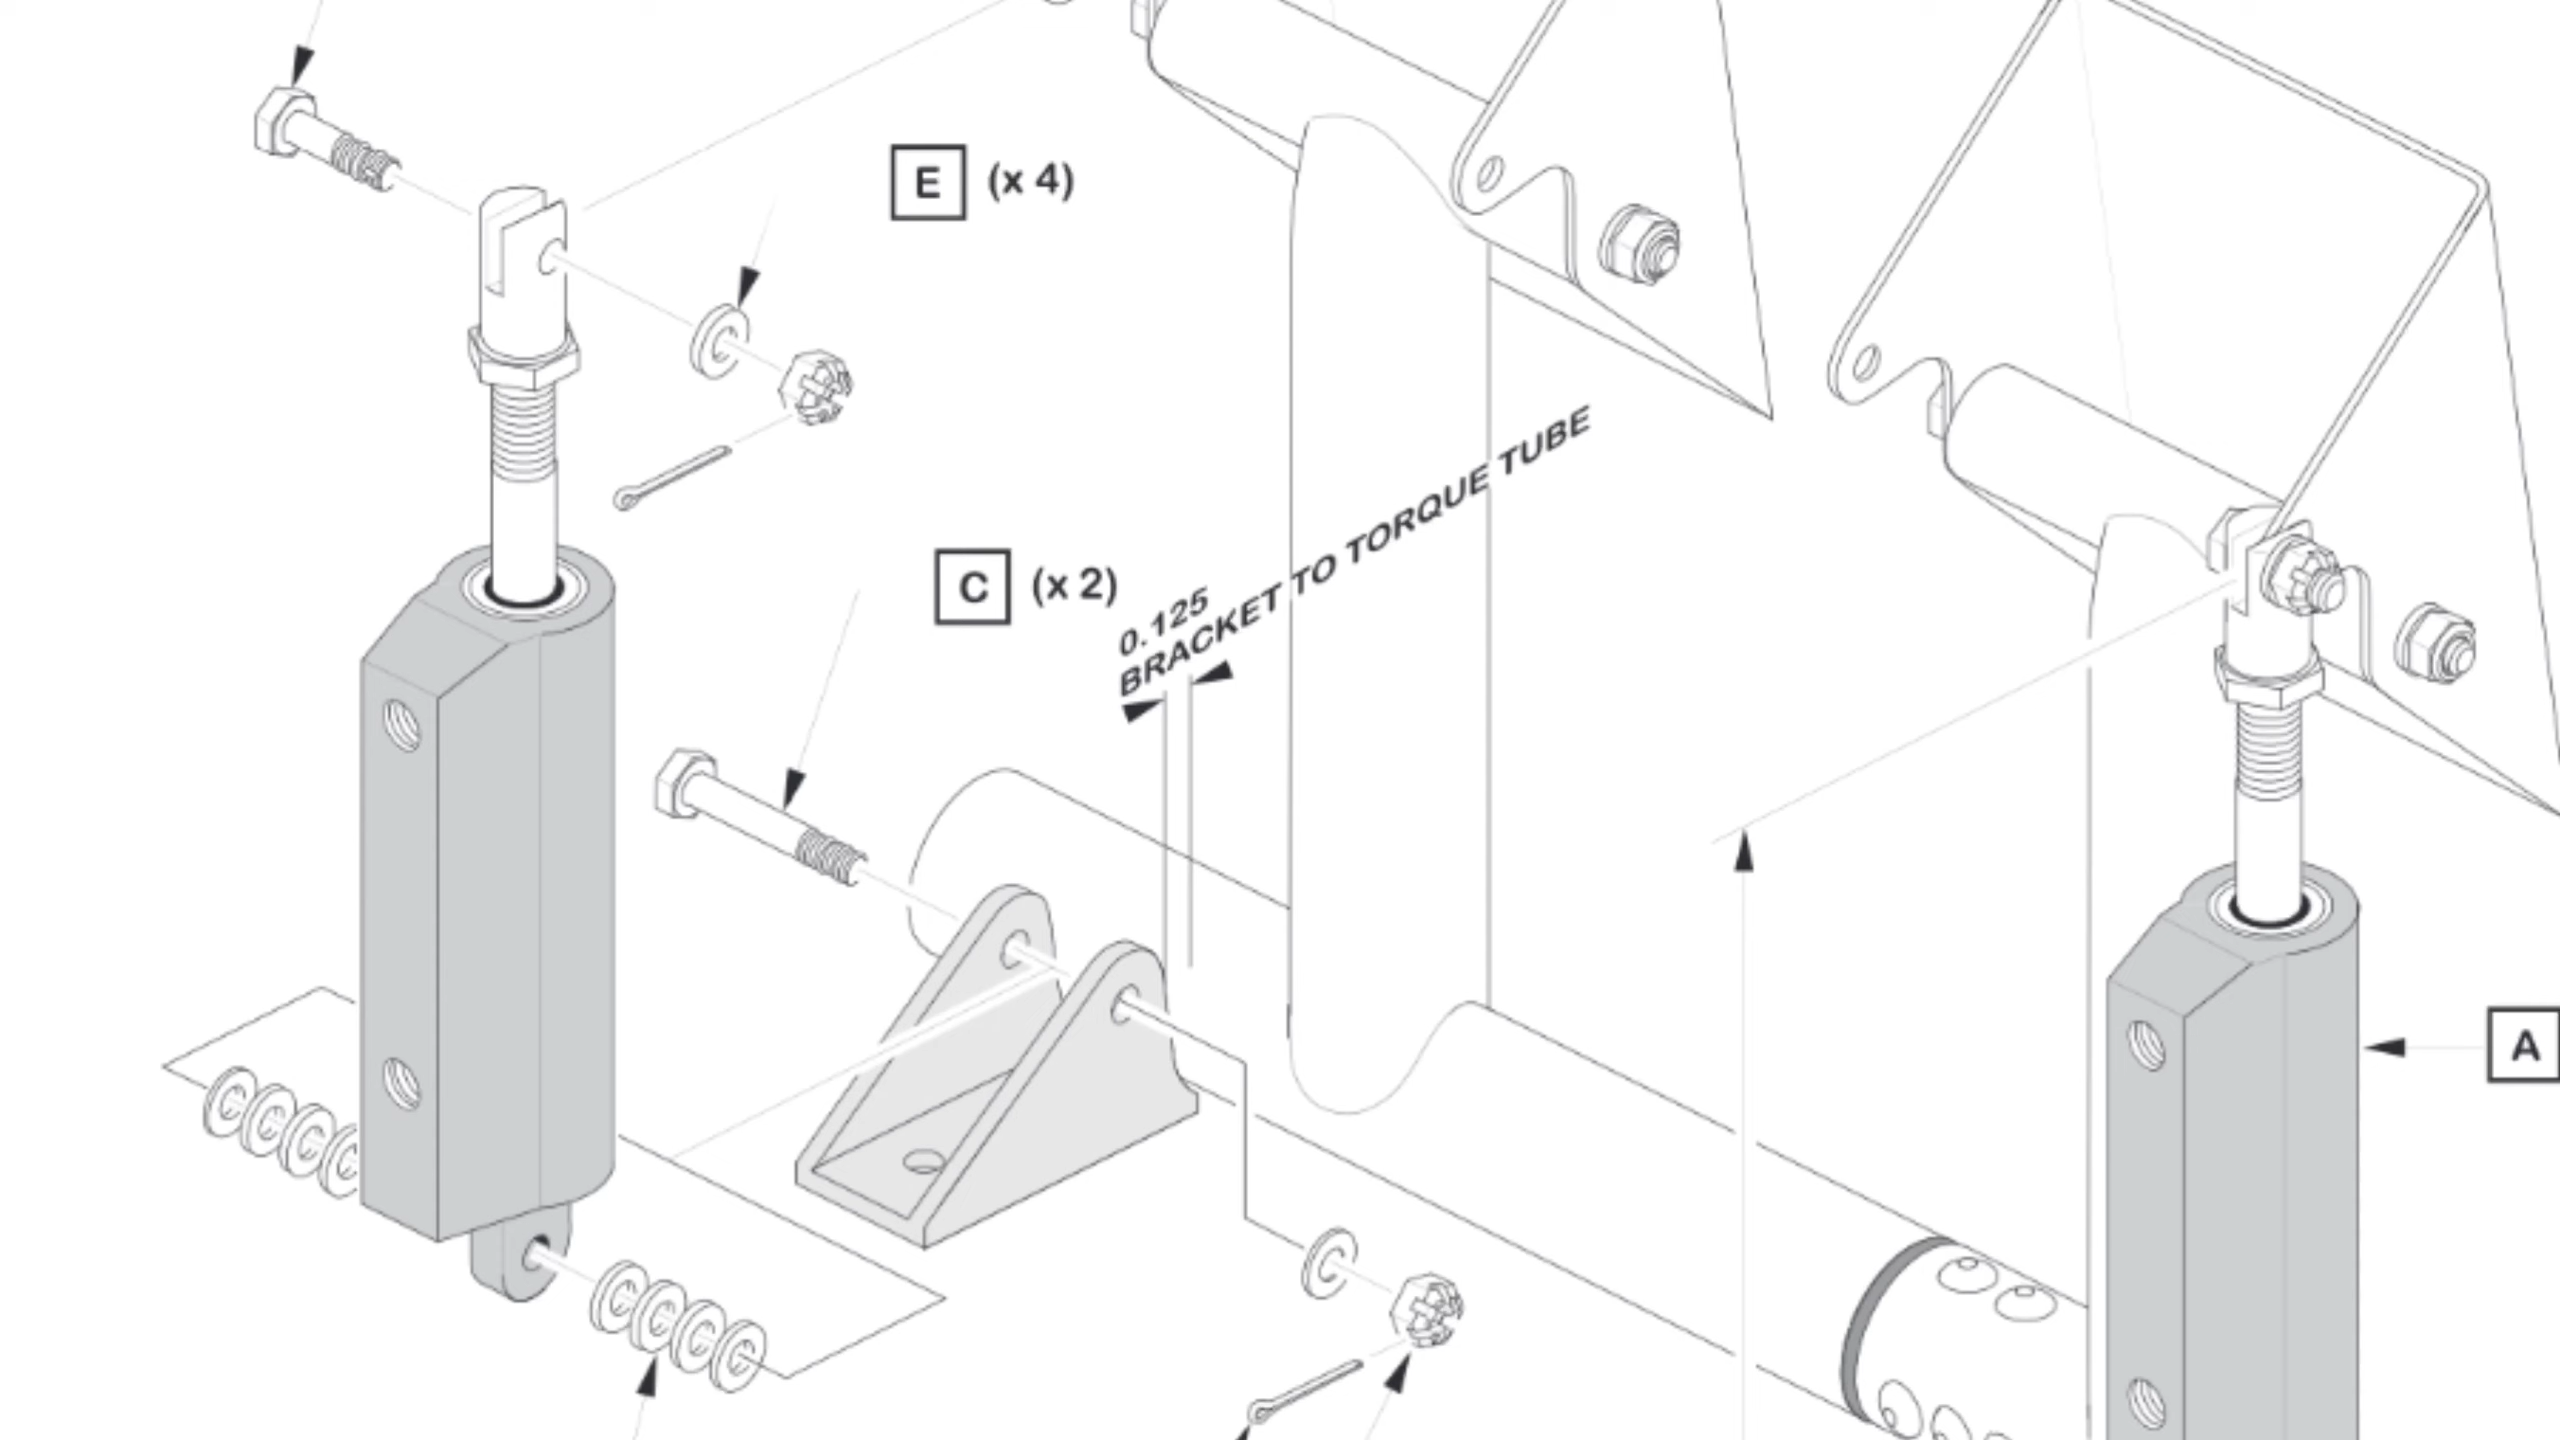 E (x 4)
C (x 2)
0.125
BRACKET TO TORQUE TUBE
A